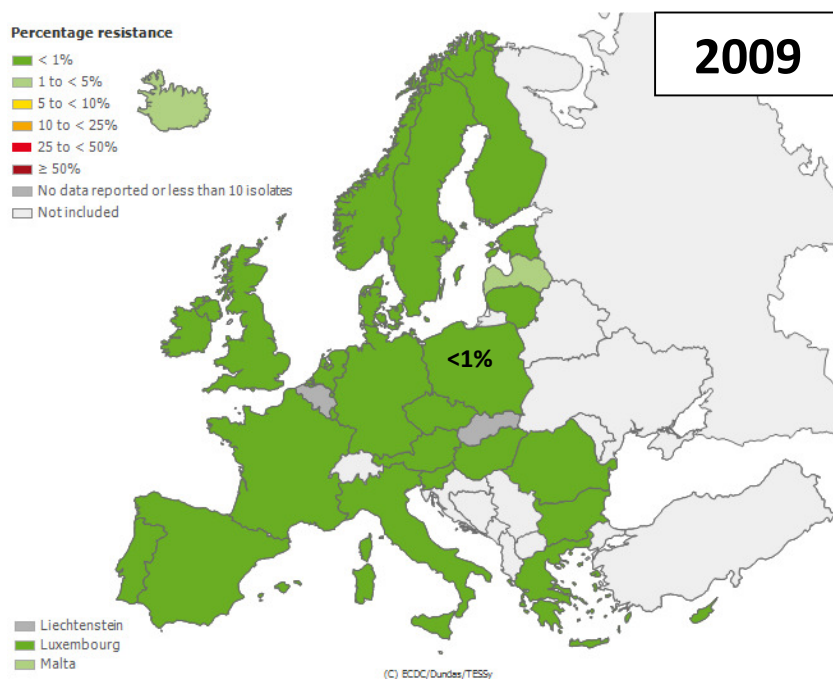 Percentage resistance
2009
< 1%
1 to < 5%
5 to < 10%
10 to < 25%
25 to < 50%
≥ 50%
No data reported or less than 10 isolates
Not included
<1%
Liechtenstein
Luxembourg
Malta
(C) ECDC/Dundas/TESSy